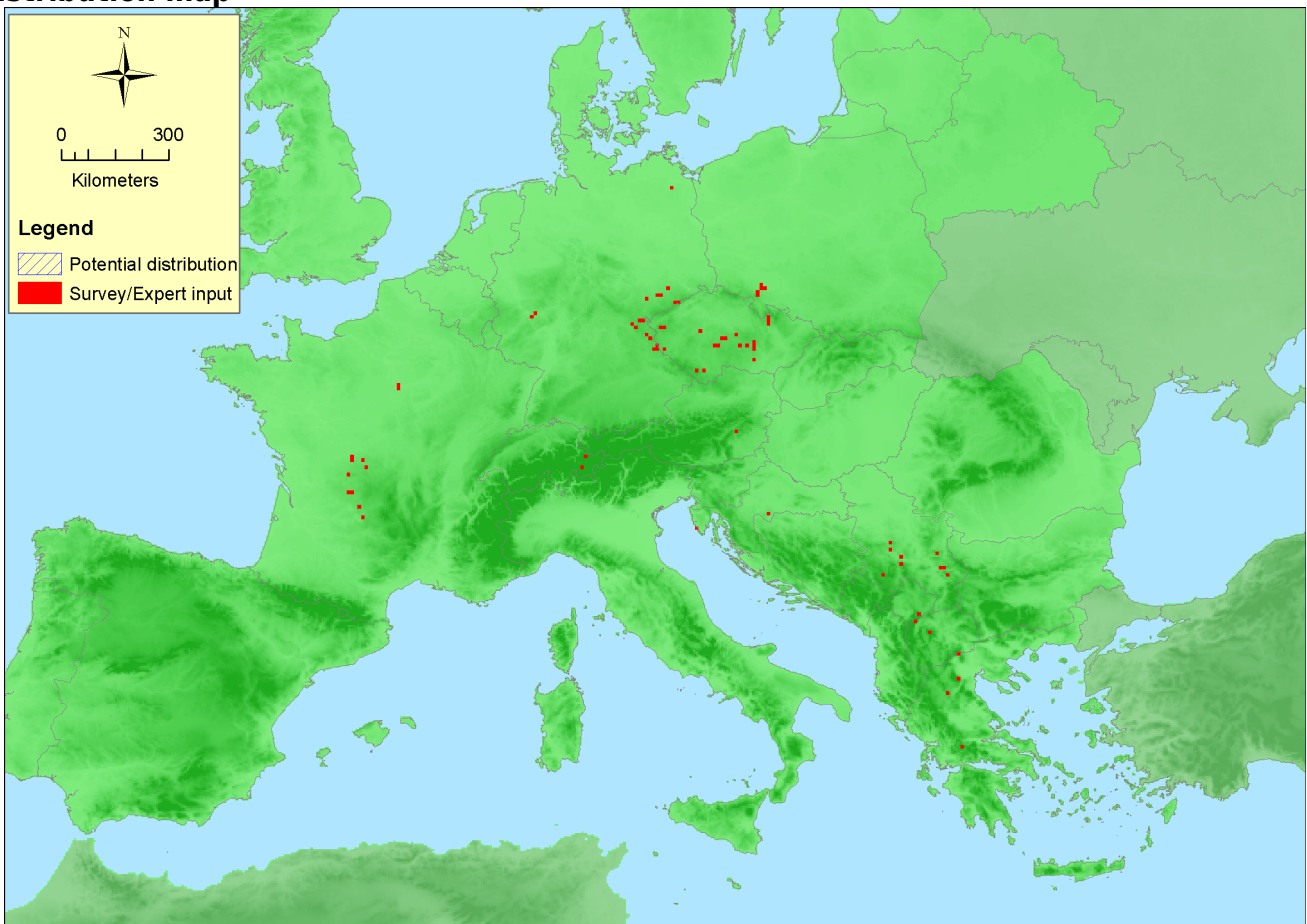 N
0 300
Kilometers
Legend
Potential distribution
Survey/Expert input